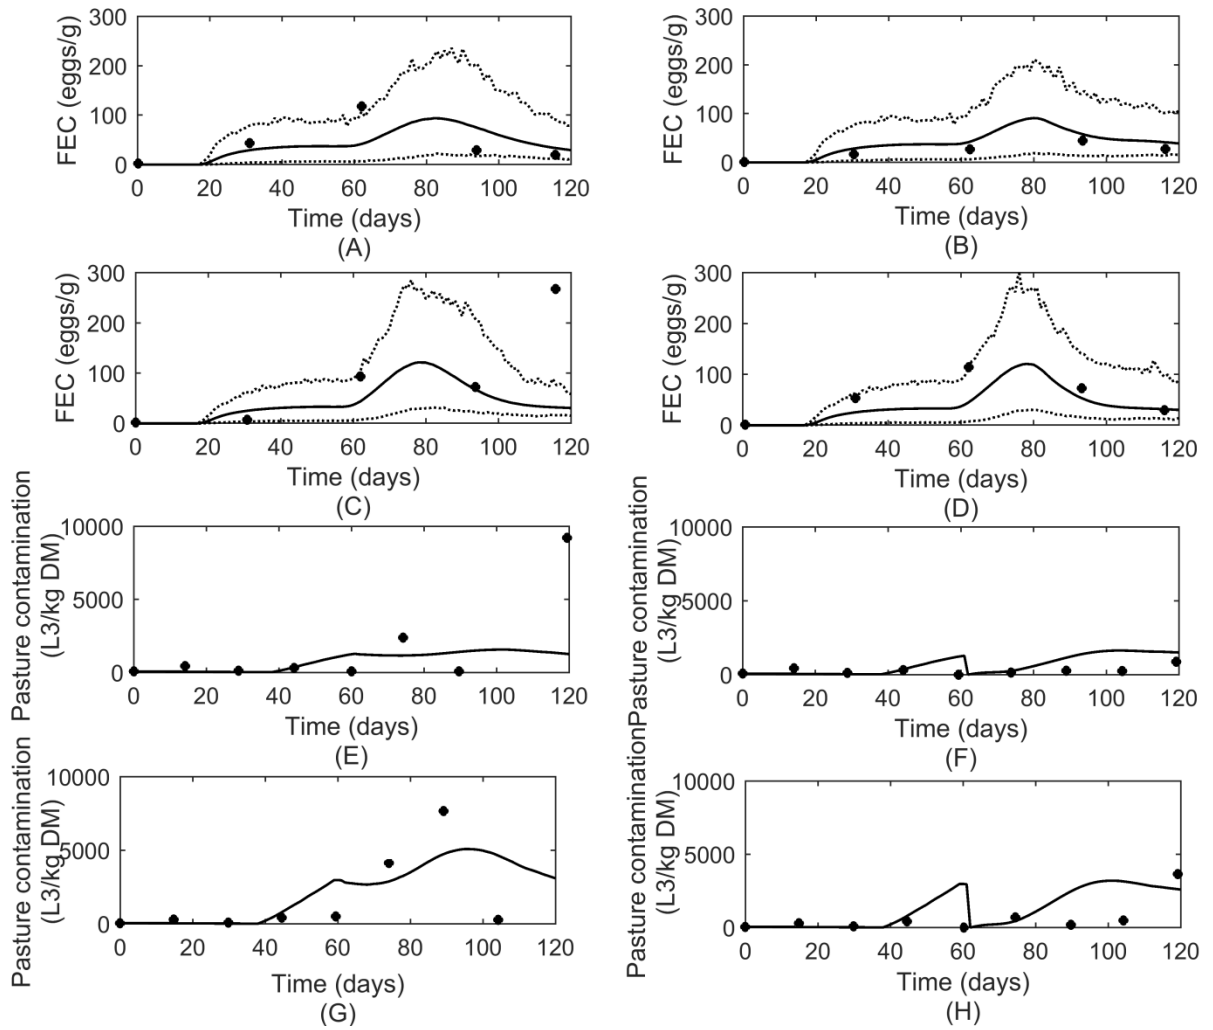 300
200
100
0
FEC (eggs/g)
0 20 40 60 80 100 120
Time (days)
(A)
300
200
100
0
FEC (eggs/g)
0 20 40 60 80 100 120
Time (days)
(B)
300
200
100
0
FEC (eggs/g)
0 20 40 60 80 100 120
Time (days)
(C)
300
200
100
0
FEC (eggs/g)
0 20 40 60 80 100 120
Time (days)
(D)
Pasture contamination
(L3/kg DM)
10000
5000
0
0 20 40 60 80 100 120
Time (days)
(E)
Pasture contamination
(L3/kg DM)
10000
5000
0
0 20 40 60 80 100 120
Time (days)
(F)
Pasture contamination
(L3/kg DM)
10000
5000
0
0 20 40 60 80 100 120
Time (days)
(G)
Pasture contamination
(L3/kg DM)
10000
5000
0
0 20 40 60 80 100 120
Time (days)
(H)